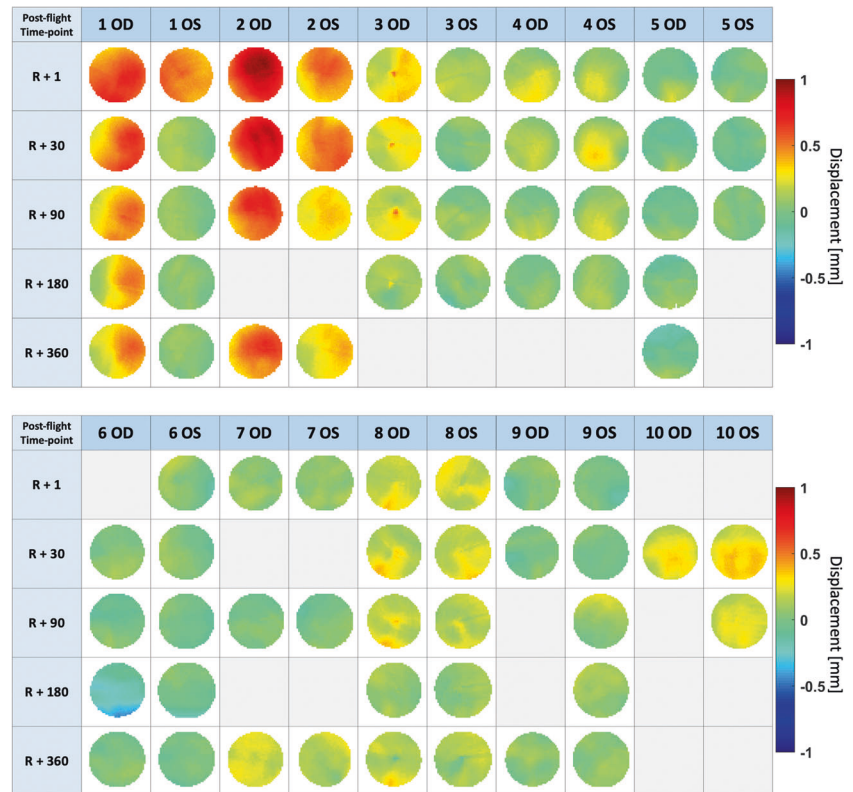 Post-flight
Time-point
1 OD 1 OS 2 OD 2 OS 3 OD 3 OS 4 OD 4 OS 5 OD 5 OS
R + 1
R + 30
R + 90
R + 180
R + 360
1
0.5
0
-0.5
-1
Displacement [mm]
Post-flight
Time-point
6 OD 6 OS 7 OD 7 OS 8 OD 8 OS 9 OD 9 OS 10 OD 10 OS
R + 1
R + 30
R + 90
R + 180
R + 360
1
0.5
0
-0.5
-1
Displacement [mm]